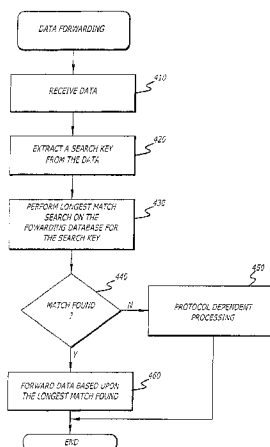 DATA FORWARDING
410
RECEIVE DATA
420
EXTRACT A SEARCH KEY
FROM THE DATA
430
PERFORM LONGEST MATCH
SEARCH ON THE
FOWARDING DATABASE FOR
THE SEARCH KEY
440
MATCH FOUND
?
N
450
PROTOCOL DEPENDENT
PROCESSING
Y
460
FORWARD DATA BASED UPON
THE LONGEST MATCH FOUND
END